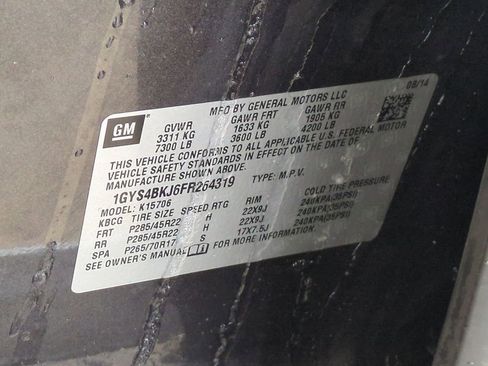 GM
MFG BY GENERAL MOTORS LLC 08/14
GVWR GAWR FRT GAWR RR
3311 KG 1633 KG 1905 KG
7300 LB 3600 LB 4200 LB
THIS VEHICLE CONFORMS TO ALL APPLICABLE U.S. FEDERAL MOTOR
VEHICLE SAFETY STANDARDS IN EFFECT ON THE DATE OF
MANUFACTURE SHOWN ABOVE.
1GYS4BKJ6FR264319 TYPE: M.P.V.
MODEL: K15706
KBCG TIRE SIZE SPEED RTG RIM COLD TIRE PRESSURE
FRT P285/45R22 H 22X9J 240KPA(35PSI)
RR P285/45R22 H 22X9J 240KPA(35PSI)
SPA P265/70R17 S 17X7.5J 240KPA(35PSI)
SEE OWNER'S MANUAL